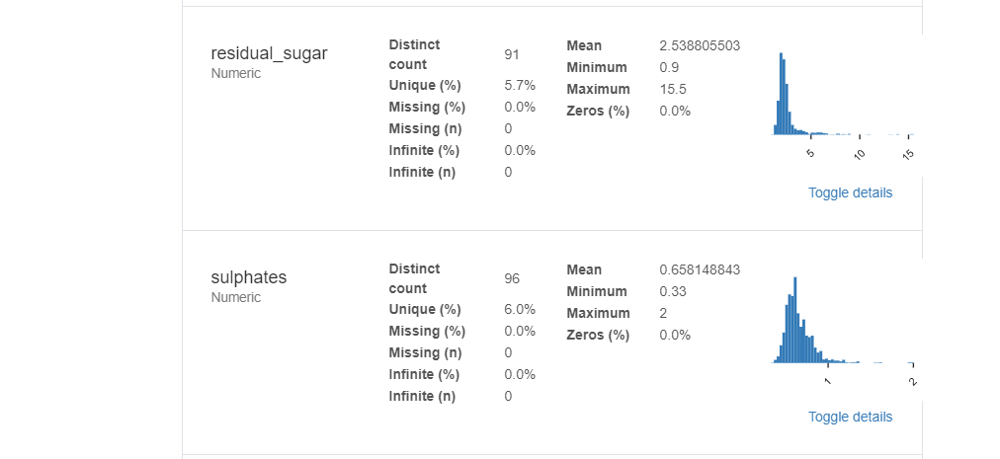 residual_sugar
Numeric
Distinct count 91
Unique (%) 5.7%
Missing (%) 0.0%
Missing (n) 0
Infinite (%) 0.0%
Infinite (n) 0
Mean 2.538805503
Minimum 0.9
Maximum 15.5
Zeros (%) 0.0%
5 10 15
Toggle details
sulphates
Numeric
Distinct count 96
Unique (%) 6.0%
Missing (%) 0.0%
Missing (n) 0
Infinite (%) 0.0%
Infinite (n) 0
Mean 0.658148843
Minimum 0.33
Maximum 2
Zeros (%) 0.0%
1 2
Toggle details